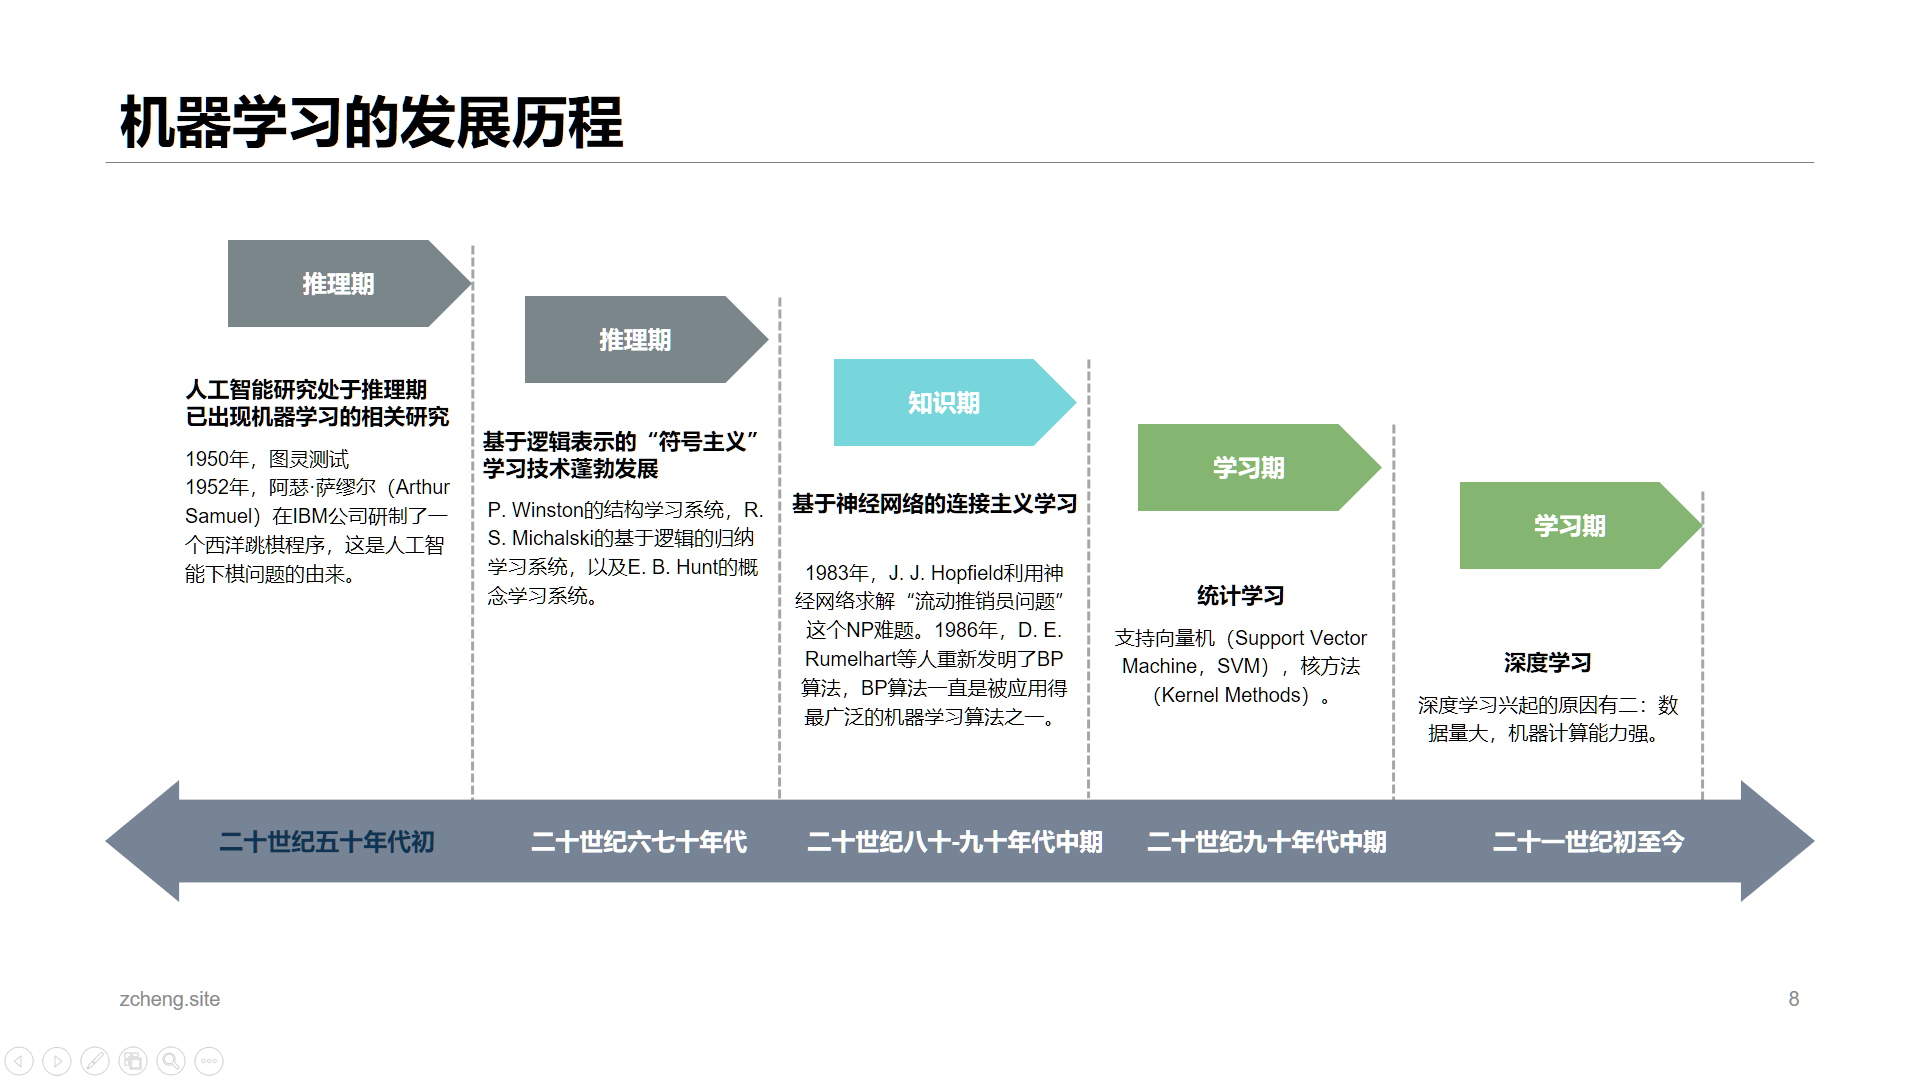 机器学习的发展历程
推理期
人工智能研究处于推理期
已出现机器学习的相关研究
1950年，图灵测试
1952年，阿瑟·萨缪尔（Arthur
Samuel）在IBM公司研制了一
个西洋跳棋程序，这是人工智
能下棋问题的由来。
推理期
基于逻辑表示的“符号主义”
学习技术蓬勃发展
P. Winston的结构学习系统，R.
S. Michalski的基于逻辑的归纳
学习系统，以及E. B. Hunt的概
念学习系统。
知识期
基于神经网络的连接主义学习
1983年，J. J. Hopfield利用神
经网络求解“流动推销员问题”
这个NP难题。1986年，D. E.
Rumelhart等人重新发明了BP
算法，BP算法一直是被应用得
最广泛的机器学习算法之一。
学习期
统计学习
支持向量机（Support Vector
Machine，SVM），核方法
（Kernel Methods）。
学习期
深度学习
深度学习兴起的原因有二：数
据量大，机器计算能力强。
二十世纪五十年代初
二十世纪六七十年代
二十世纪八十-九十年代中期
二十世纪九十年代中期
二十一世纪初至今
zcheng.site
8